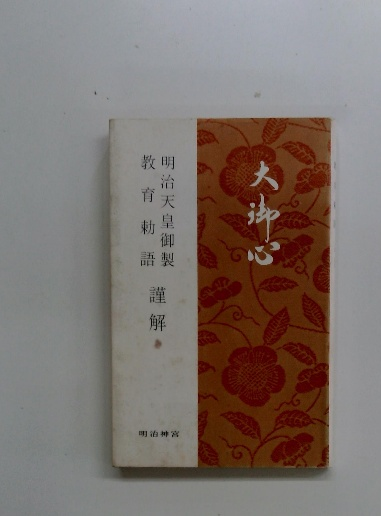 大御心
明治天皇御製
教育勅語
謹解
明治神宮